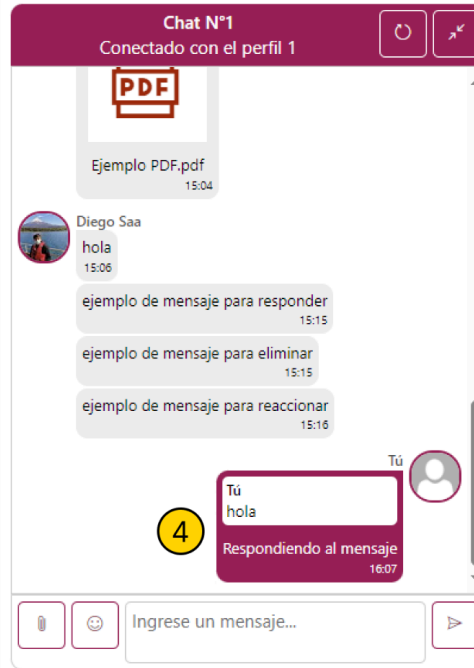 Chat N°1
Conectado con el perfil 1
PDF
Ejemplo PDF.pdf
15:04
Diego Saa
hola
15:06
ejemplo de mensaje para responder
15:15
ejemplo de mensaje para eliminar
15:15
ejemplo de mensaje para reaccionar
15:16
Tú
Tú
hola
4
Respondiendo al mensaje
16:07
Ingrese un mensaje...